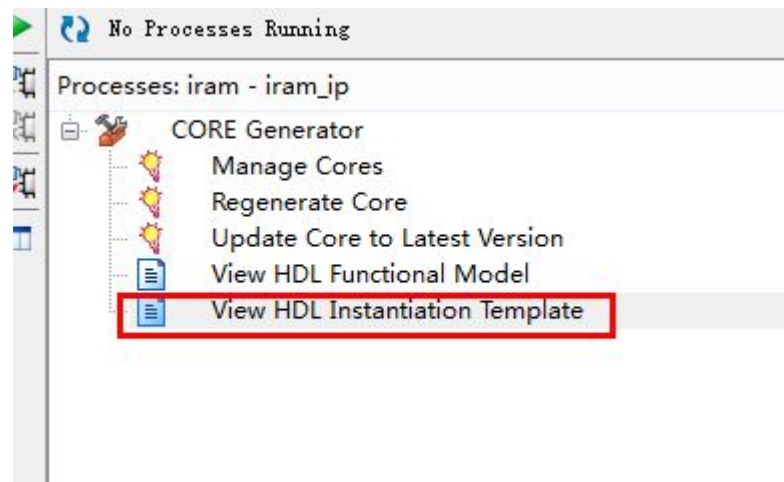 No Processes Running
Processes: iram - iram_ip
CORE Generator
Manage Cores
Regenerate Core
Update Core to Latest Version
View HDL Functional Model
View HDL Instantiation Template